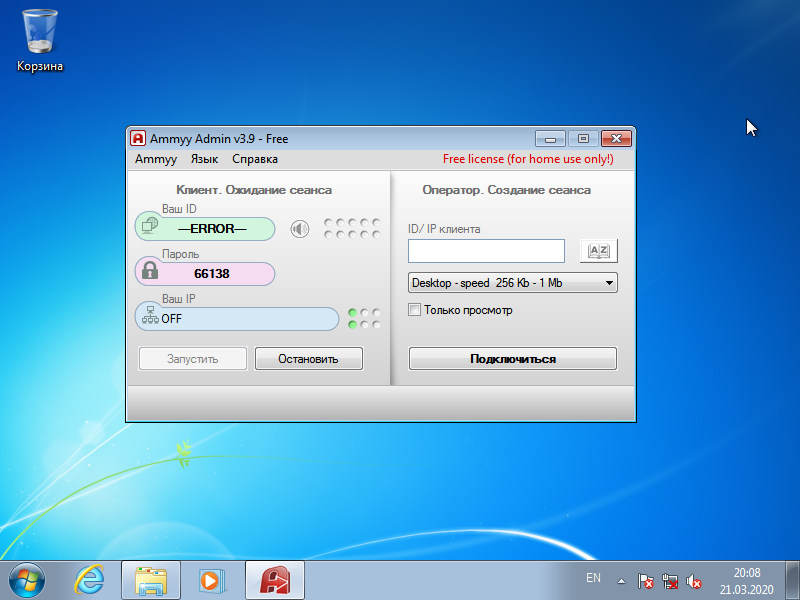 Корзина
Ammyy Admin v3.9 - Free
Ammyy Язык Справка Free license (for home use only!)
Клиент. Ожидание сеанса
Ваш ID
—ERROR—
Пароль
66138
Ваш IP
OFF
Запустить Остановить
Оператор. Создание сеанса
ID/ IP клиента
AZ
Desktop - speed 256 Kb - 1 Mb
Только просмотр
Подключиться
EN
20:08
21.03.2020